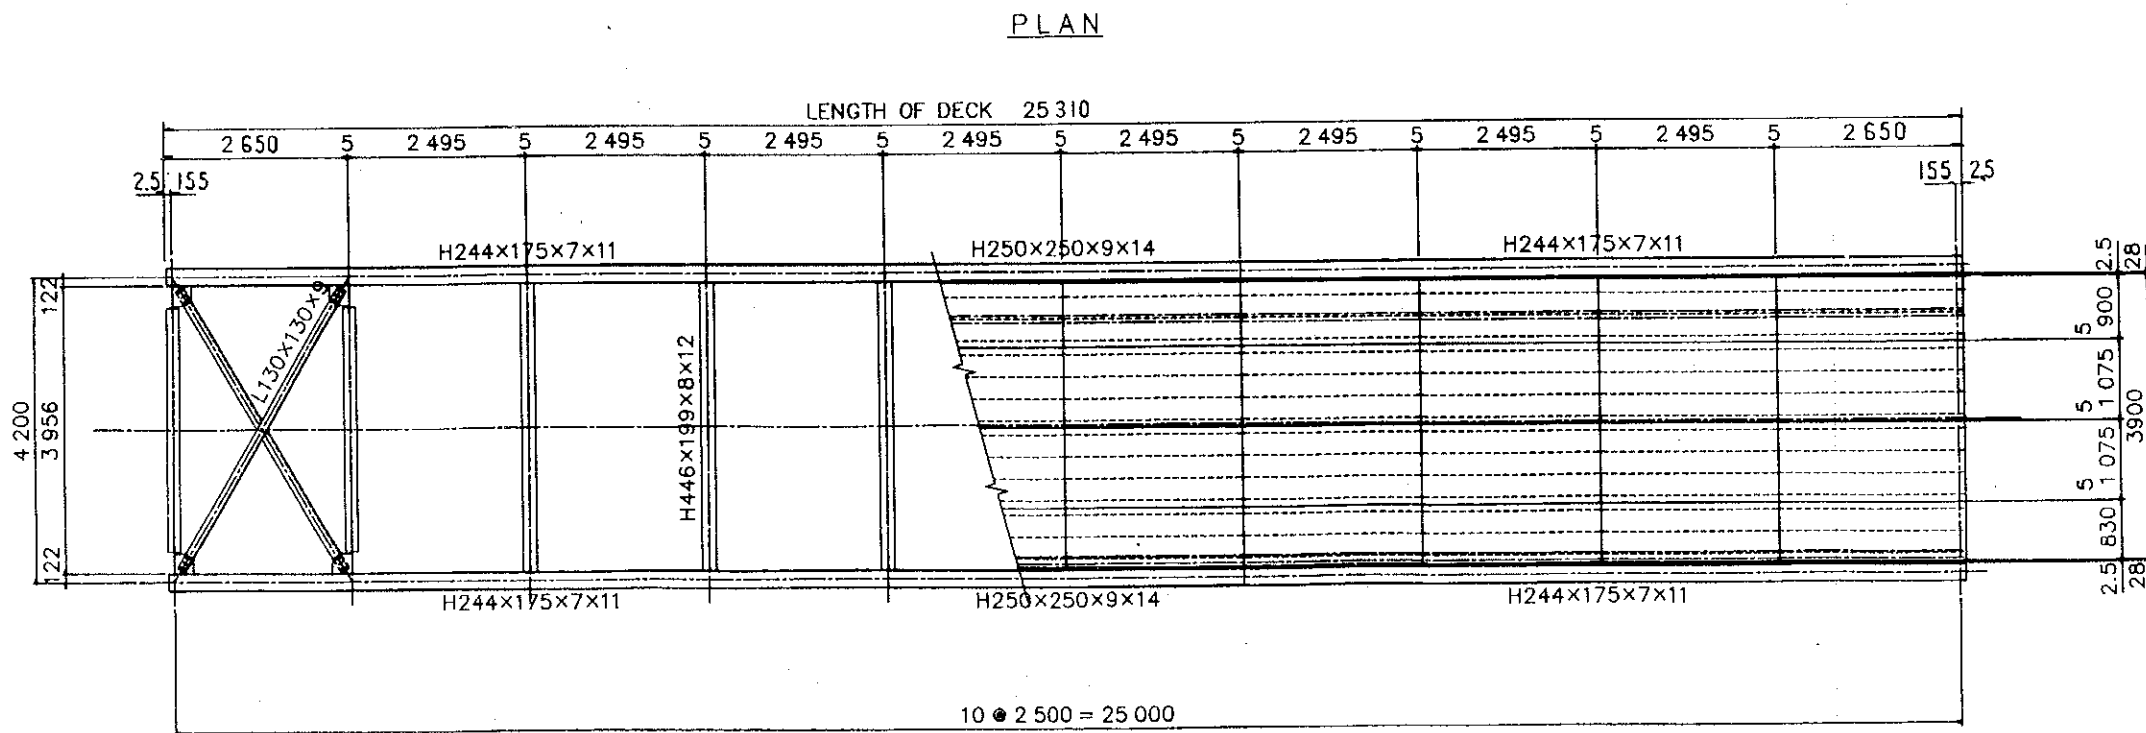 PLAN
LENGTH OF DECK 25 310
2 650 5 2 495 5 2 495 5 2 495 5 2 495 5 2 495 5 2 495 5 2 495 5 2 495 5 2 650
2.5 155
155 2.5
H244×175×7×11
H250×250×9×14
H244×175×7×11
L130×130×9
H446×199×8×12
4 200
122
3 956
122
2.5
28
900
5
1 075
5
3900
1 075
5
830
2.5
28
H244×175×7×11
H250×250×9×14
H244×175×7×11
10 @ 2 500 = 25 000